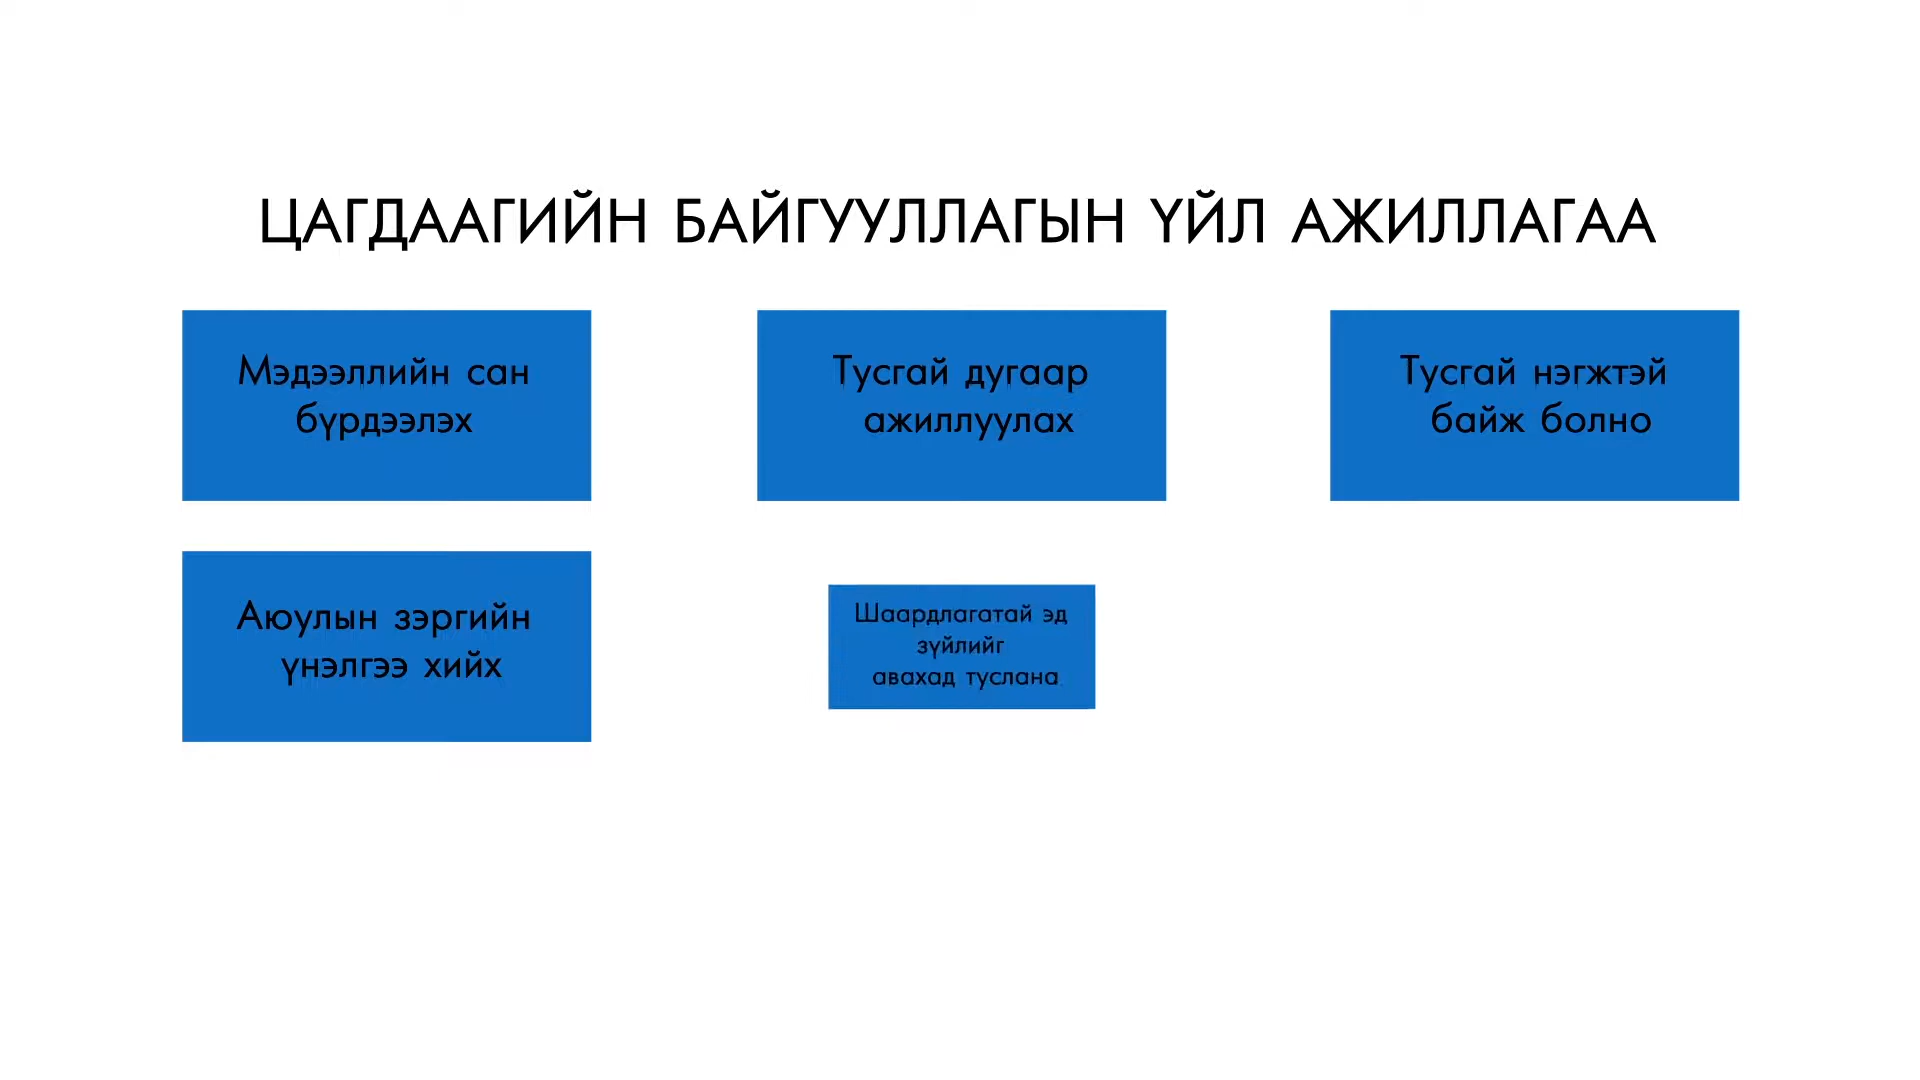 ЦАГДААГИЙН БАЙГУУЛЛАГЫН ҮЙЛ АЖИЛЛАГАА
Мэдээллийн сан
бүрдээлэх
Тусгай дугаар
ажиллуулах
Тусгай нэгжтэй
байж болно
Аюулын зэргийн
үнэлгээ хийх
Шаардлагатай эд
зүйлийг
авахад туслана